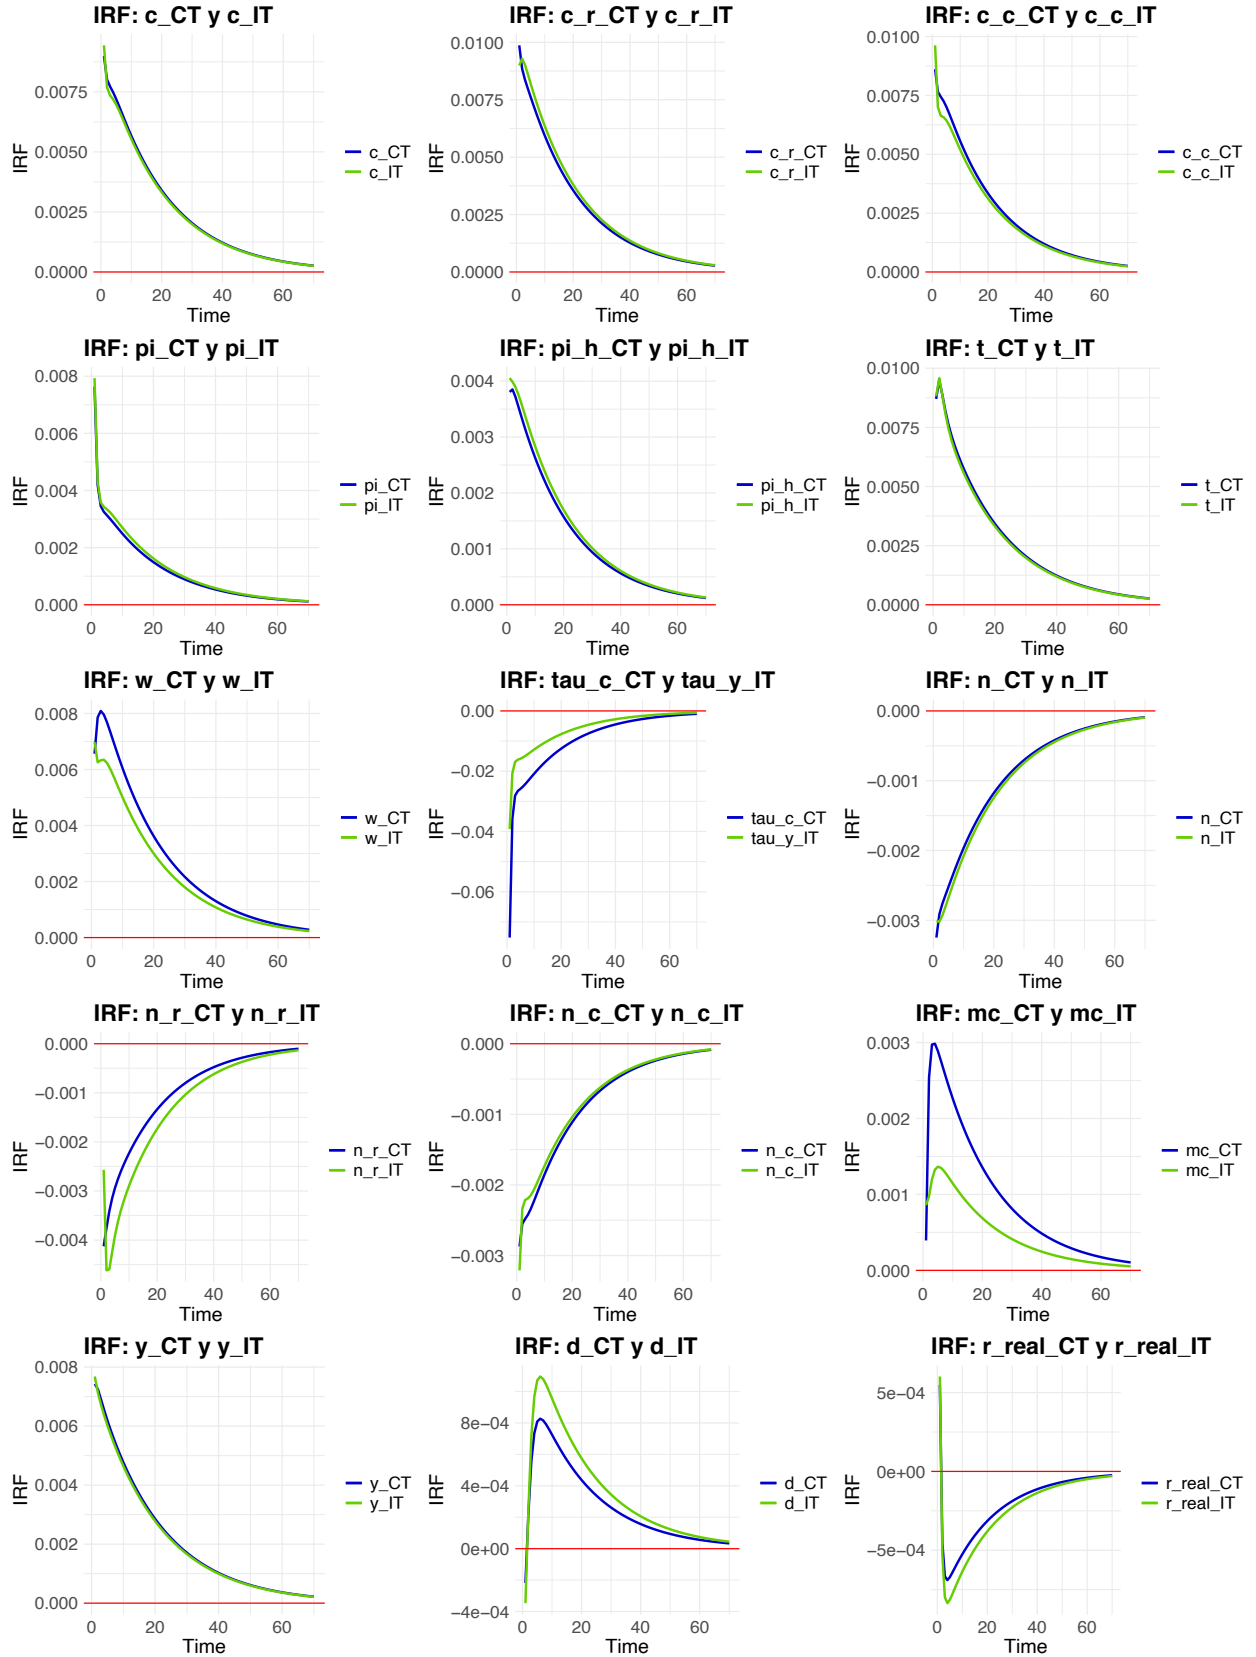 IRF: c_CT y c_IT
IRF
0.0075
0.0050
0.0025
0.0000
0 20 40 60
Time
c_CT
c_IT
IRF: c_r_CT y c_r_IT
IRF
0.0100
0.0075
0.0050
0.0025
0.0000
0 20 40 60
Time
c_r_CT
c_r_IT
IRF: c_c_CT y c_c_IT
IRF
0.0100
0.0075
0.0050
0.0025
0.0000
0 20 40 60
Time
c_c_CT
c_c_IT
IRF: pi_CT y pi_IT
IRF
0.008
0.006
0.004
0.002
0.000
0 20 40 60
Time
pi_CT
pi_IT
IRF: pi_h_CT y pi_h_IT
IRF
0.004
0.003
0.002
0.001
0.000
0 20 40 60
Time
pi_h_CT
pi_h_IT
IRF: t_CT y t_IT
IRF
0.0100
0.0075
0.0050
0.0025
0.0000
0 20 40 60
Time
t_CT
t_IT
IRF: w_CT y w_IT
IRF
0.008
0.006
0.004
0.002
0.000
0 20 40 60
Time
w_CT
w_IT
IRF: tau_c_CT y tau_y_IT
IRF
0.00
−0.02
−0.04
−0.06
0 20 40 60
Time
tau_c_CT
tau_y_IT
IRF: n_CT y n_IT
IRF
0.000
−0.001
−0.002
−0.003
0 20 40 60
Time
n_CT
n_IT
IRF: n_r_CT y n_r_IT
IRF
0.000
−0.001
−0.002
−0.003
−0.004
0 20 40 60
Time
n_r_CT
n_r_IT
IRF: n_c_CT y n_c_IT
IRF
0.000
−0.001
−0.002
−0.003
0 20 40 60
Time
n_c_CT
n_c_IT
IRF: mc_CT y mc_IT
IRF
0.003
0.002
0.001
0.000
0 20 40 60
Time
mc_CT
mc_IT
IRF: y_CT y y_IT
IRF
0.008
0.006
0.004
0.002
0.000
0 20 40 60
Time
y_CT
y_IT
IRF: d_CT y d_IT
IRF
8e−04
4e−04
0e+00
−4e−04
0 20 40 60
Time
d_CT
d_IT
IRF: r_real_CT y r_real_IT
IRF
5e−04
0e+00
−5e−04
0 20 40 60
Time
r_real_CT
r_real_IT